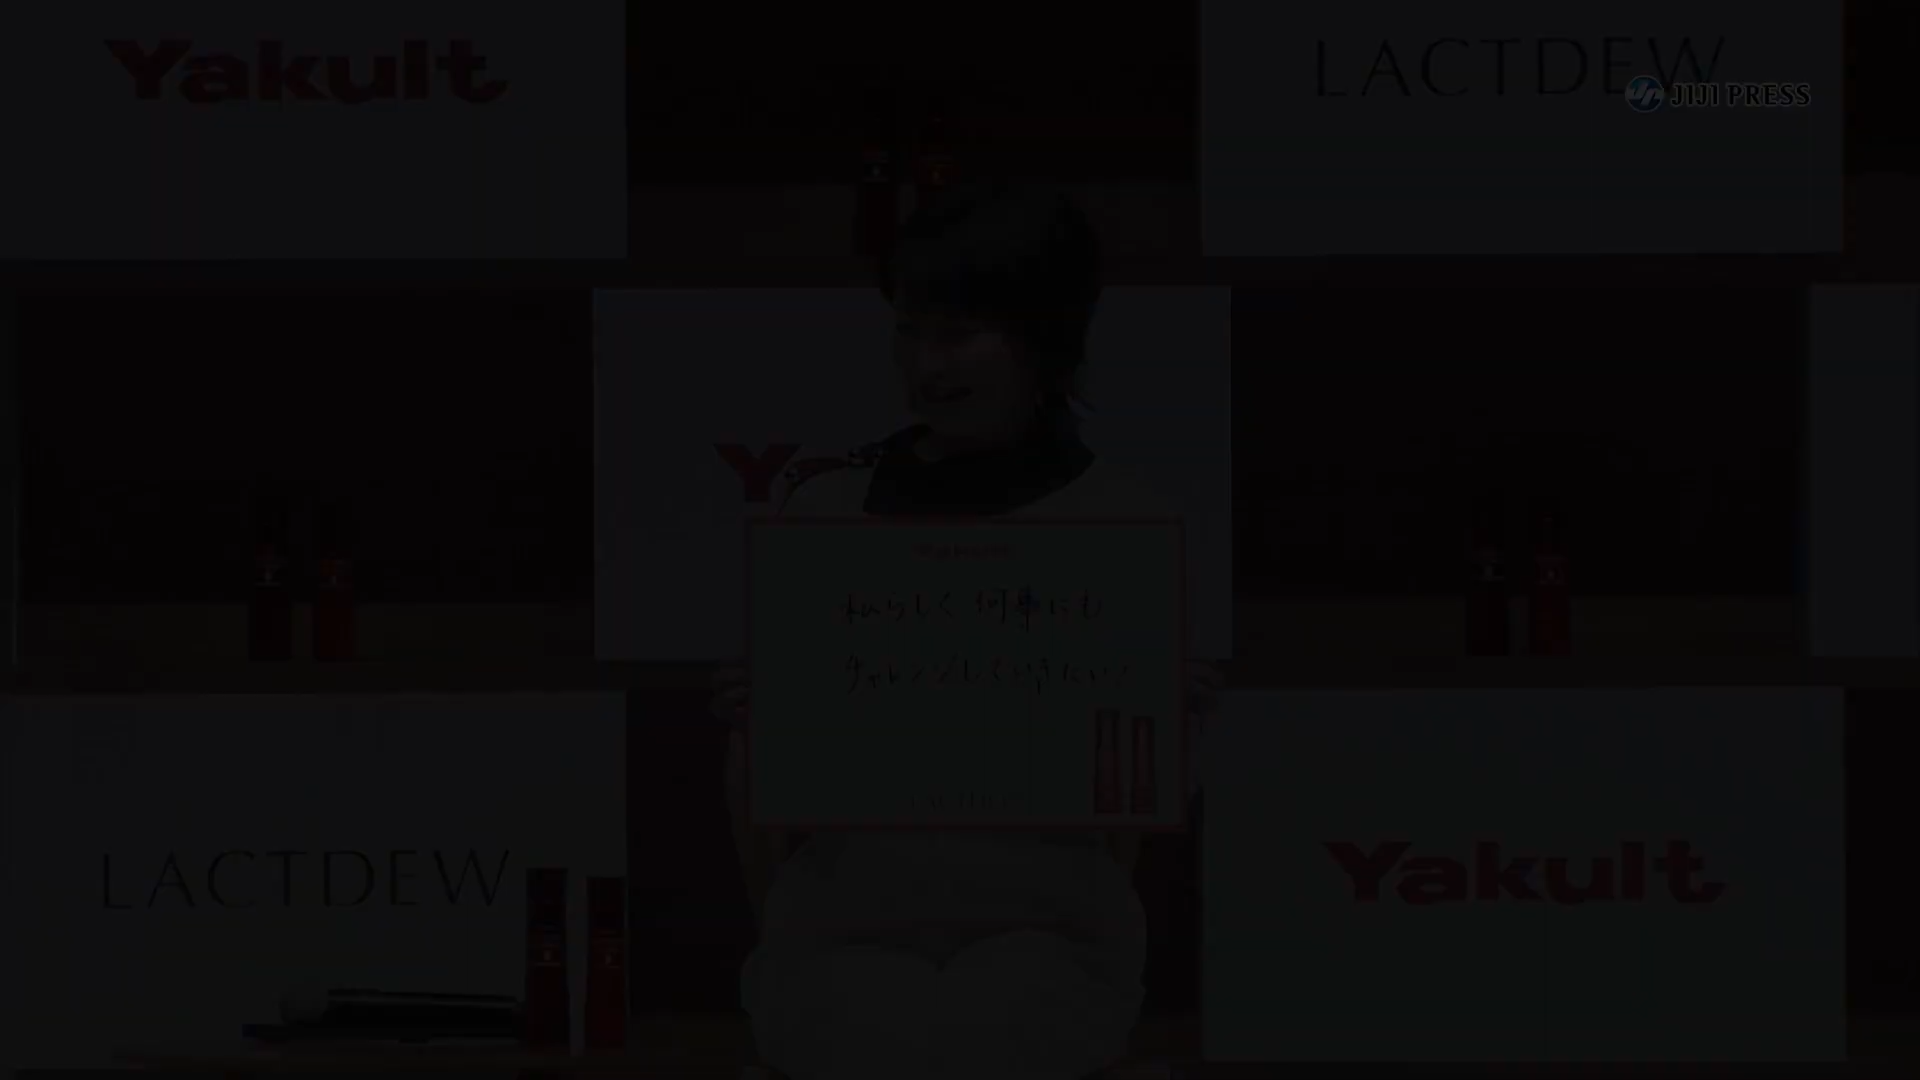 Yakult
LACTDEW
JIJI PRESS
Y
私らしく 何事にも
チャレンジしていきたい!
LACTDEW
Yakult